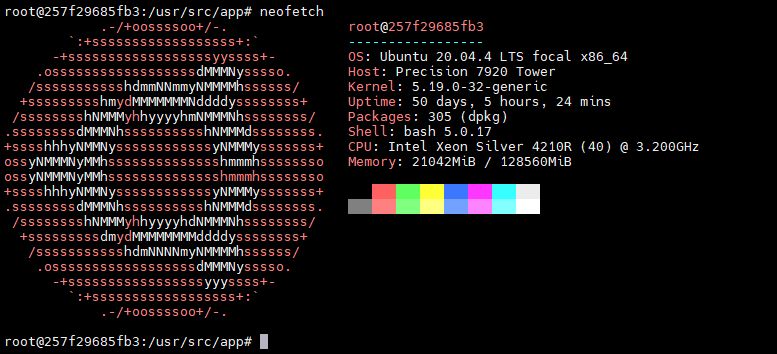 root@257f29685fb3:/usr/src/app# neofetch
            .-/+oossssoo+/-.               root@257f29685fb3
        `:+ssssssssssssssssss+:`           -----------------
      -+ssssssssssssssssssyyssss+-         OS: Ubuntu 20.04.4 LTS focal x86_64
    .ossssssssssssssssssdMMMNysssso.       Host: Precision 7920 Tower
   /ssssssssssshdmmNNmmyNMMMMhssssss/      Kernel: 5.19.0-32-generic
  +ssssssssshmydMMMMMMMNddddyssssssss+     Uptime: 50 days, 5 hours, 24 mins
 /sssssssshNMMMyhhyyyyhmNMMMNhssssssss/    Packages: 305 (dpkg)
.ssssssssdMMMNhsssssssssshNMMMdssssssss.   Shell: bash 5.0.17
+sssshhhyNMMNyssssssssssssyNMMMysssssss+   CPU: Intel Xeon Silver 4210R (40) @ 3.200GHz
ossyNMMMNyMMhsssssssssssssshmmmhssssssso   Memory: 21042MiB / 128560MiB
ossyNMMMNyMMhsssssssssssssshmmmhssssssso
+sssshhhyNMMNyssssssssssssyNMMMysssssss+
.ssssssssdMMMNhsssssssssshNMMMdssssssss.
 /sssssssshNMMMyhhyyyyhdNMMMNhssssssss/
  +sssssssssdmydMMMMMMMMddddyssssssss+
   /ssssssssssshdmNNNNmyNMMMMhssssss/
    .ossssssssssssssssssdMMMNysssso.
      -+sssssssssssssssssyyyssss+-
        `:+ssssssssssssssssss+:`
            .-/+oossssoo+/-.
root@257f29685fb3:/usr/src/app#